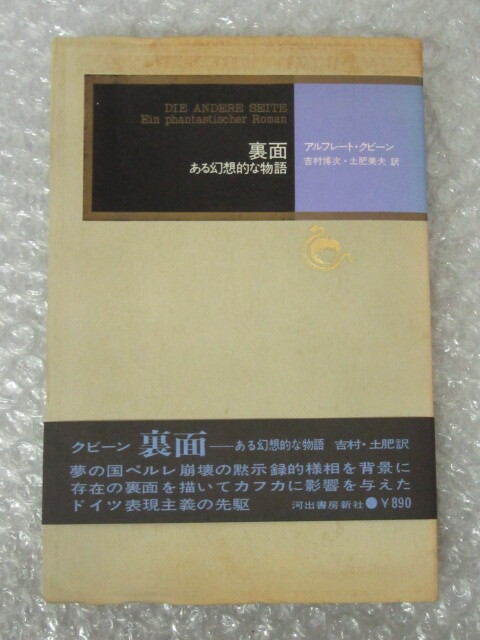 DIE ANDERE SEITE
Ein phantastischer Roman
裏面
ある幻想的な物語
アルフレート・クビーン
吉村博次・土肥美夫 訳
クビーン 裏面──ある幻想的な物語 吉村・土肥訳
夢の国ペルレ崩壊の黙示録的様相を背景に
存在の裏面を描いてカフカに影響を与えた
ドイツ表現主義の先駆 河出書房新社●¥890